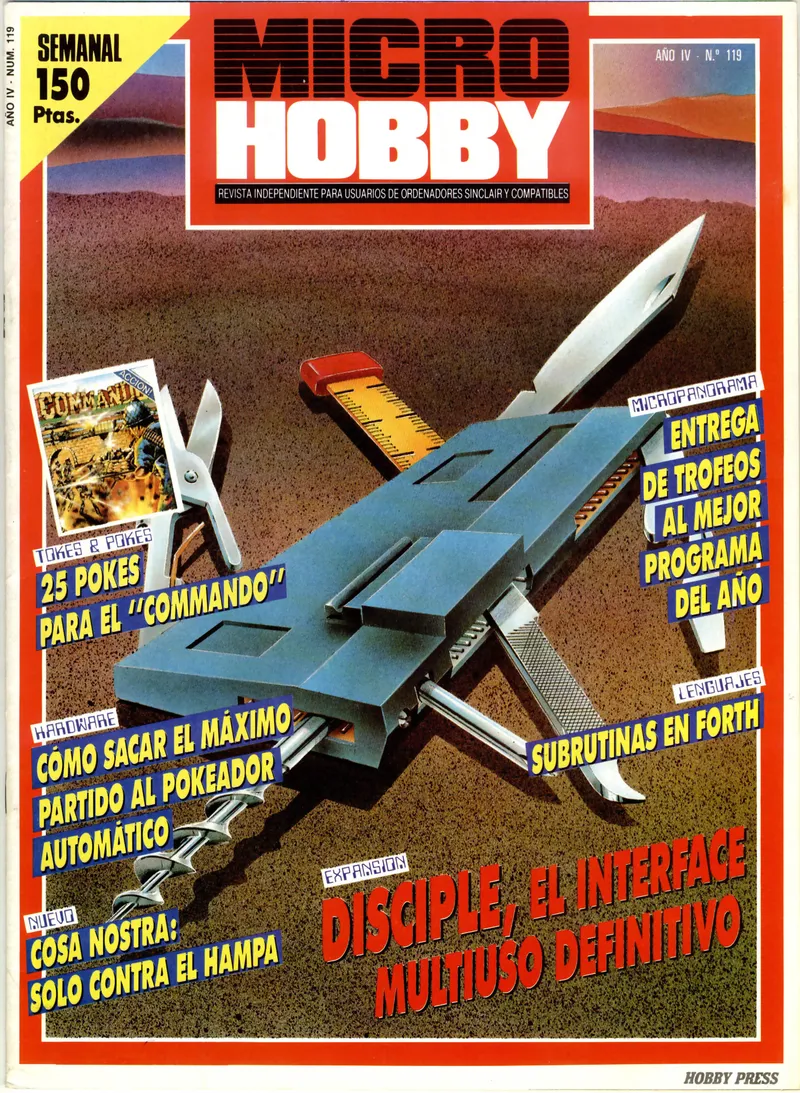 AÑO IV - NUM. 119
SEMANAL
150
Ptas.
MICRO
HOBBY
REVISTA INDEPENDIENTE PARA USUARIOS DE ORDENADORES SINCLAIR Y COMPATIBLES
AÑO IV - N.º 119
ACCION!
COMMANDO
TOKES & POKES
25 POKES
PARA EL "COMMANDO"
MICROPANORAMA
ENTREGA
DE TROFEOS
AL MEJOR
PROGRAMA
DEL AÑO
LENGUAJES
SUBRUTINAS EN FORTH
HARDWARE
CÓMO SACAR EL MÁXIMO
PARTIDO AL POKEADOR
AUTOMÁTICO
NUEVO
COSA NOSTRA:
SOLO CONTRA EL HAMPA
EXPANSION
DISCIPLE, EL INTERFACE
MULTIUSO DEFINITIVO
HOBBY PRESS